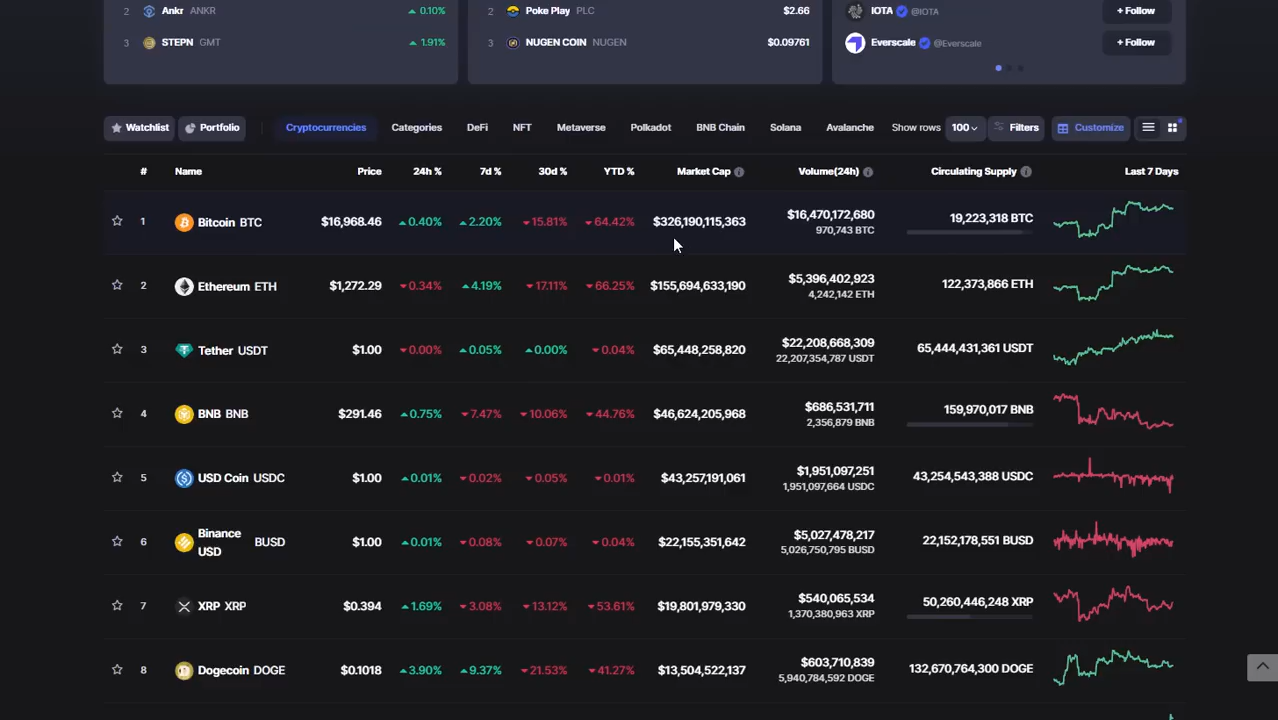 2 Ankr ANKR 0.10%
3 STEPN GMT 1.91%
2 Poke Play PLC $2.66
3 NUGEN COIN NUGEN $0.09761
IOTA @IOTA + Follow
Everscale @Everscale + Follow
Watchlist Portfolio Cryptocurrencies Categories DeFi NFT Metaverse Polkadot BNB Chain Solana Avalanche Show rows 100 Filters Customize
# Name Price 24h % 7d % 30d % YTD % Market Cap Volume(24h) Circulating Supply Last 7 Days
1 Bitcoin BTC $16,968.46 0.40% 2.20% 15.81% 64.42% $326,190,115,363 $16,470,172,680 19,223,318 BTC
970,743 BTC
2 Ethereum ETH $1,272.29 0.34% 4.19% 17.11% 66.25% $155,694,633,190 $5,396,402,923 122,373,866 ETH
4,242,142 ETH
3 Tether USDT $1.00 0.00% 0.05% 0.00% 0.04% $65,448,258,820 $22,208,668,309 65,444,431,361 USDT
22,207,354,787 USDT
4 BNB BNB $291.46 0.75% 7.47% 10.06% 44.76% $46,624,205,968 $686,531,711 159,970,017 BNB
2,356,879 BNB
5 USD Coin USDC $1.00 0.01% 0.02% 0.05% 0.01% $43,257,191,061 $1,951,097,251 43,254,543,388 USDC
1,951,097,664 USDC
6 Binance USD BUSD $1.00 0.01% 0.08% 0.07% 0.04% $22,155,351,642 $5,027,478,217 22,152,178,551 BUSD
5,026,750,795 BUSD
7 XRP XRP $0.394 1.69% 3.08% 13.12% 53.61% $19,801,979,330 $540,065,534 50,260,446,248 XRP
1,370,380,963 XRP
8 Dogecoin DOGE $0.1018 3.90% 9.37% 21.53% 41.27% $13,504,522,137 $603,710,839 132,670,764,300 DOGE
5,940,784,592 DOGE